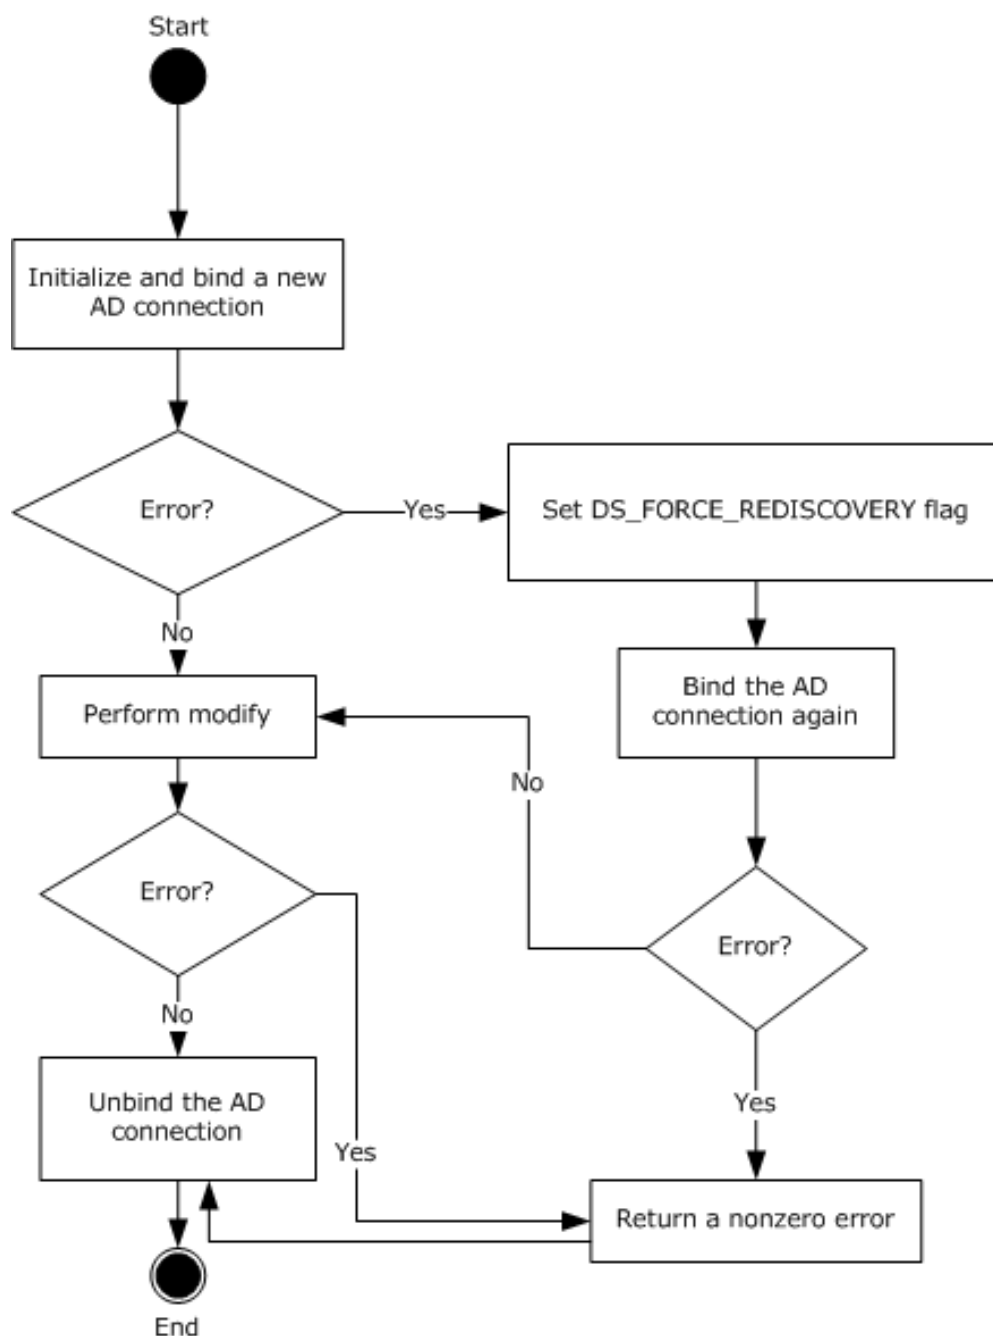 Start
Initialize and bind a new
AD connection
Error?
Yes
Set DS_FORCE_REDISCOVERY flag
No
Bind the AD
connection again
Perform modify
No
Error?
Error?
No
Unbind the AD
connection
Yes
Yes
Return a nonzero error
End